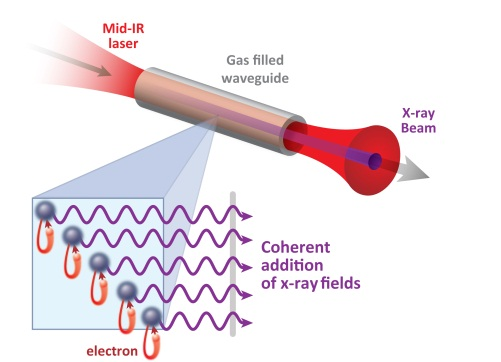 Mid-IR
laser
Gas filled
waveguide
X-ray
Beam
Coherent
addition
of x-ray fields
electron